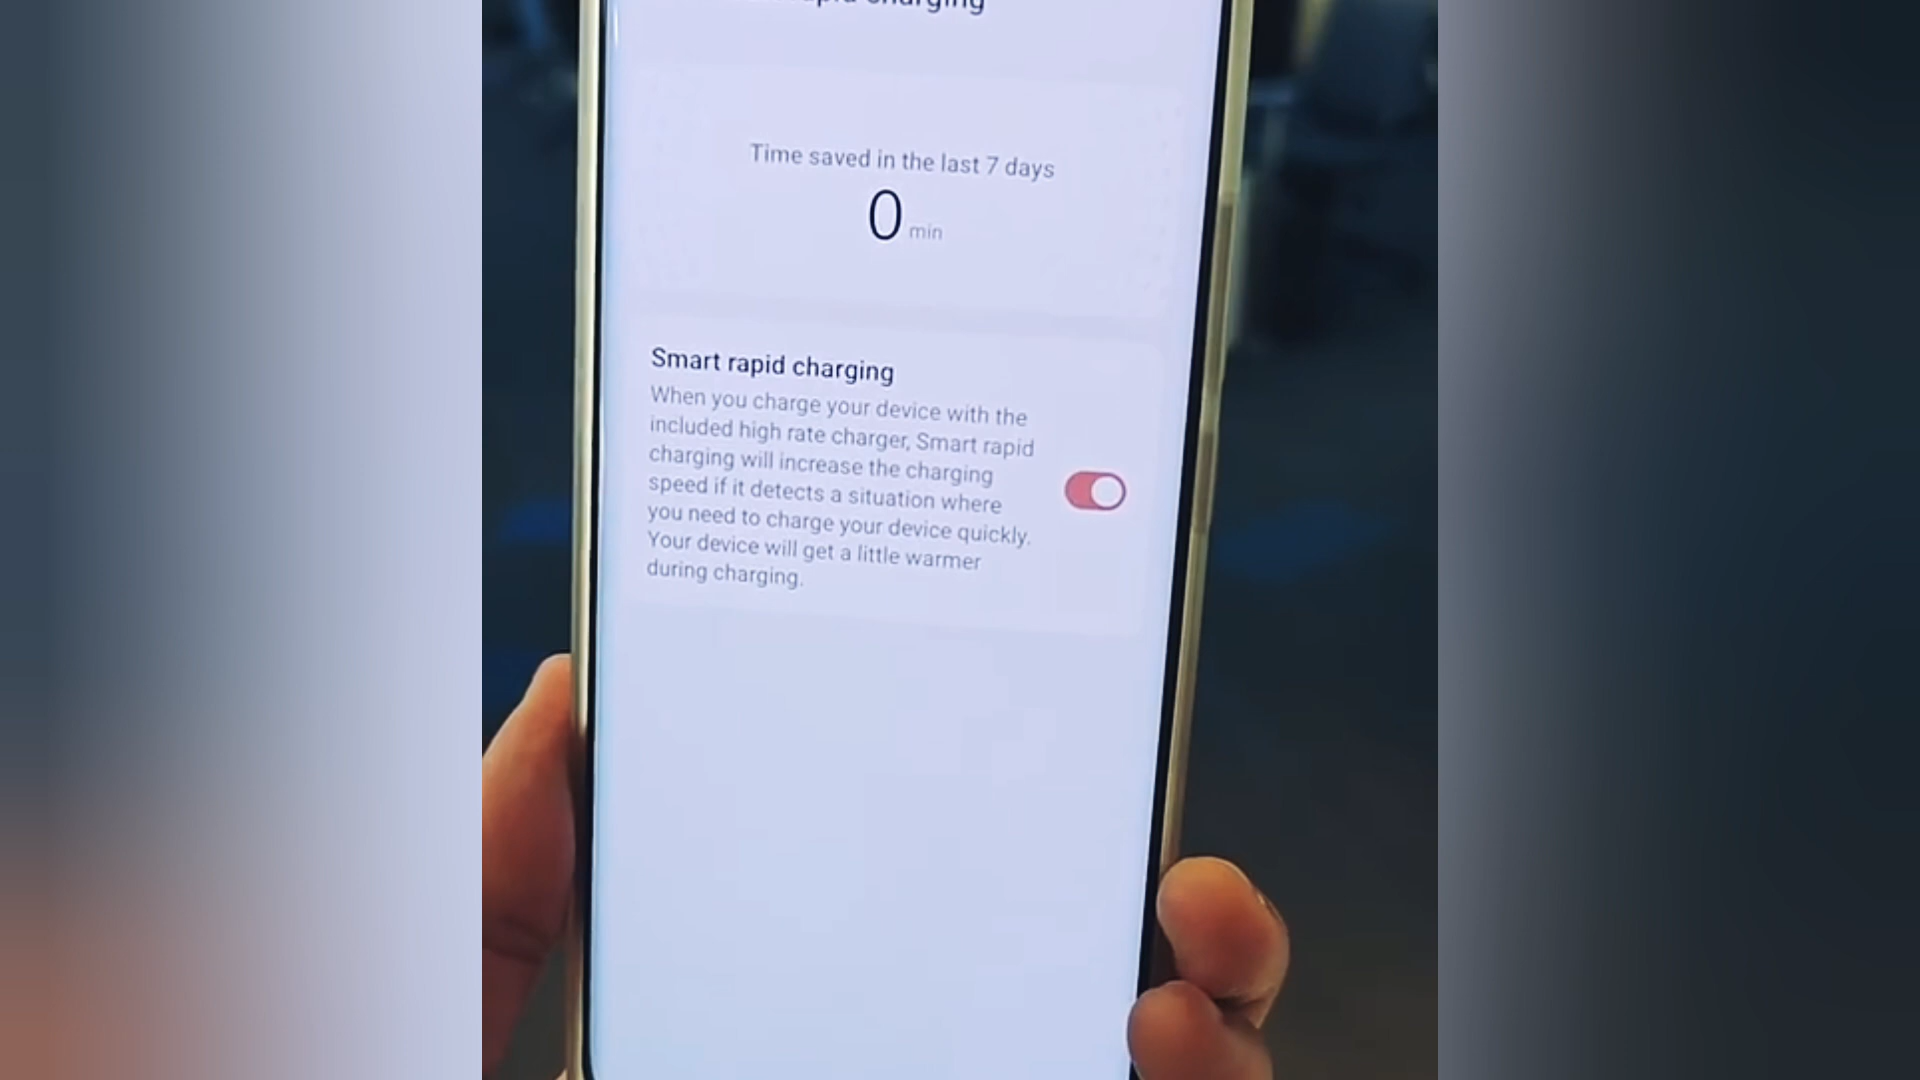 charging
Time saved in the last 7 days
0 min
Smart rapid charging
When you charge your device with the
included high rate charger, Smart rapid
charging will increase the charging
speed if it detects a situation where
you need to charge your device quickly.
Your device will get a little warmer
during charging.